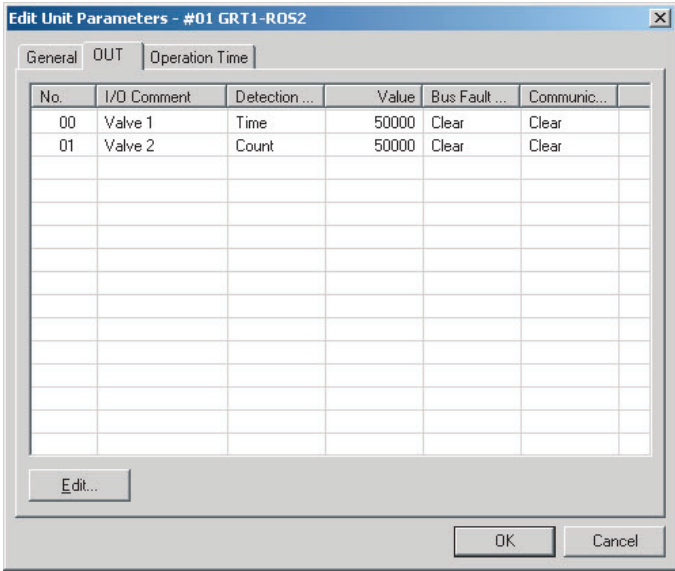 Edit Unit Parameters - #01 GRT1-ROS2
General OUT Operation Time
No. I/O Comment Detection ... Value Bus Fault ... Communic...
00 Valve 1 Time 50000 Clear Clear
01 Valve 2 Count 50000 Clear Clear
Edit...
OK Cancel